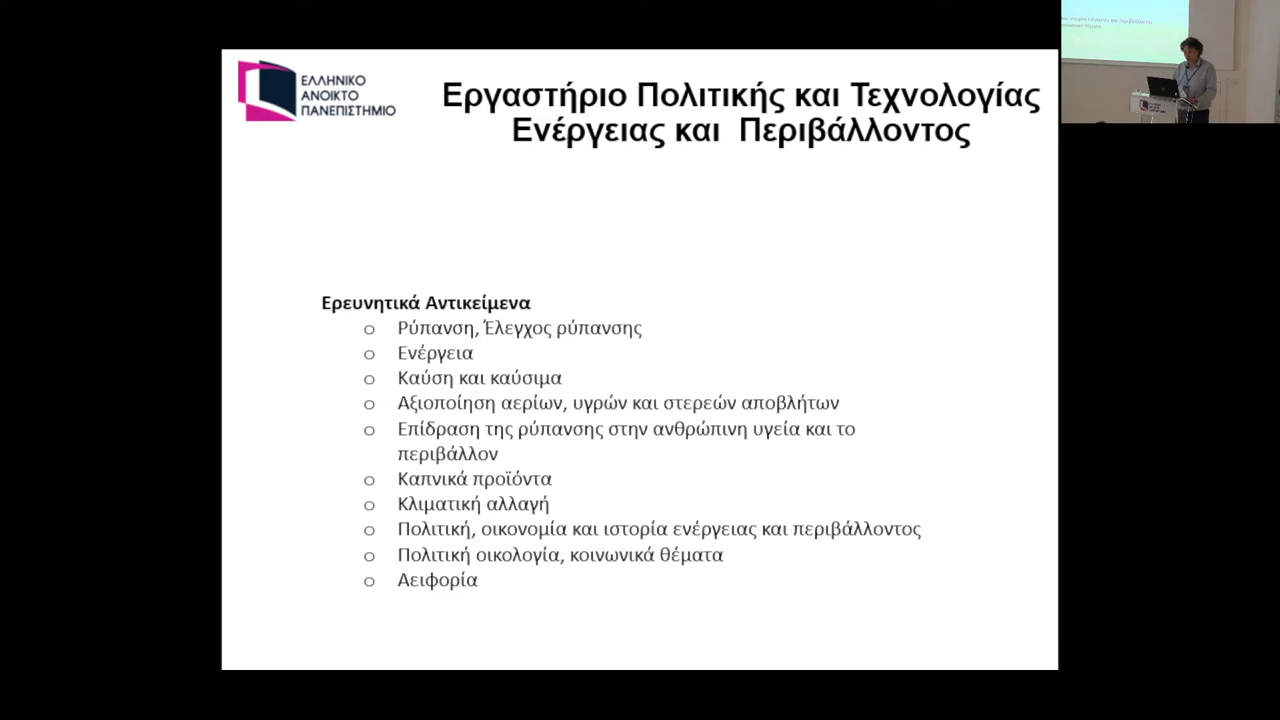 ΕΛΛΗΝΙΚΟ
ΑΝΟΙΚΤΟ
ΠΑΝΕΠΙΣΤΗΜΙΟ
Εργαστήριο Πολιτικής και Τεχνολογίας
Ενέργειας και Περιβάλλοντος
Ερευνητικά Αντικείμενα
o Ρύπανση, Έλεγχος ρύπανσης
o Ενέργεια
o Καύση και καύσιμα
o Αξιοποίηση αερίων, υγρών και στερεών αποβλήτων
o Επίδραση της ρύπανσης στην ανθρώπινη υγεία και το
περιβάλλον
o Καπνικά προϊόντα
o Κλιματική αλλαγή
o Πολιτική, οικονομία και ιστορία ενέργειας και περιβάλλοντος
o Πολιτική οικολογία, κοινωνικά θέματα
o Αειφορία